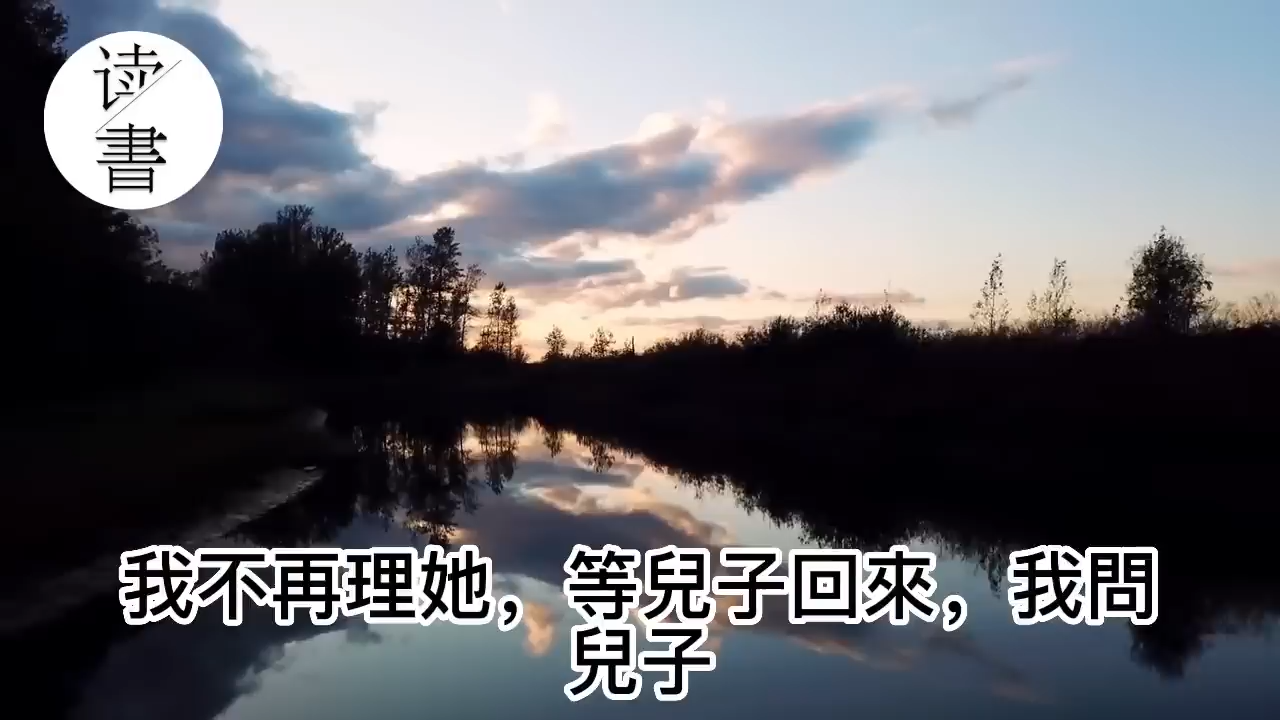 读
書
我不再理她，等兒子回來，我問
兒子